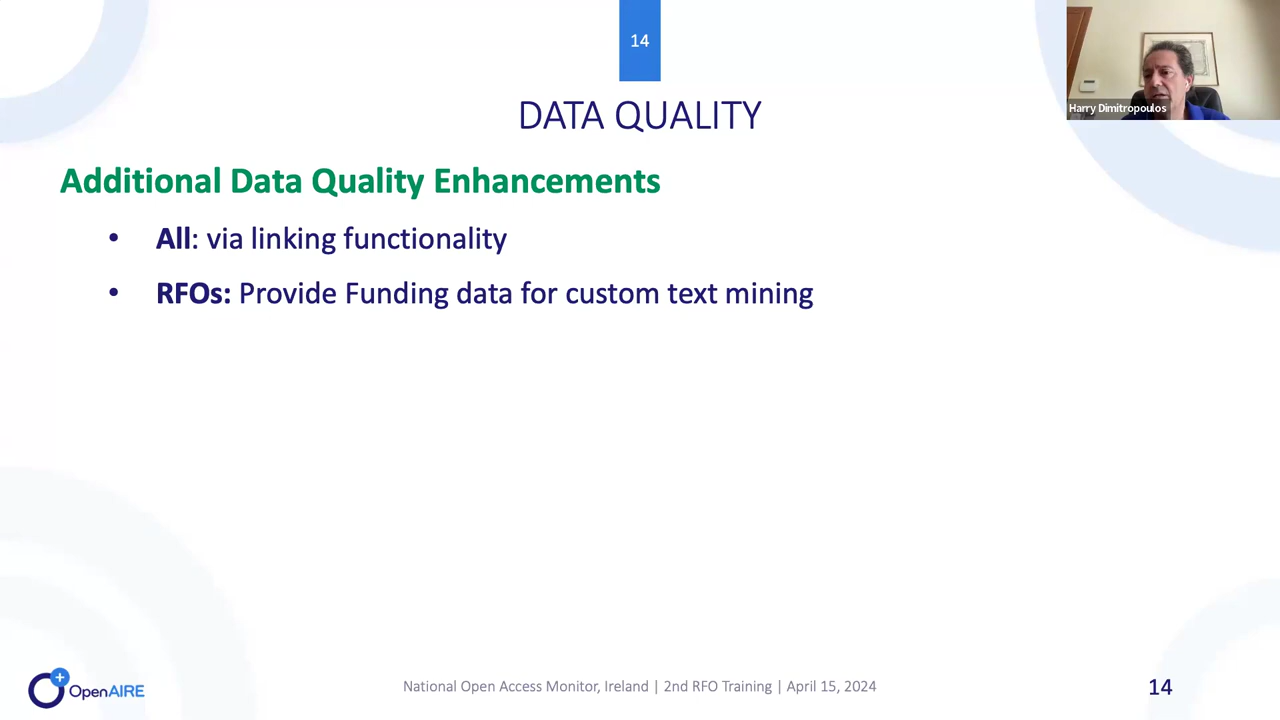 14
Harry Dimitropoulos
DATA QUALITY
Additional Data Quality Enhancements
• All: via linking functionality
• RFOs: Provide Funding data for custom text mining
OpenAIRE
National Open Access Monitor, Ireland | 2nd RFO Training | April 15, 2024
14